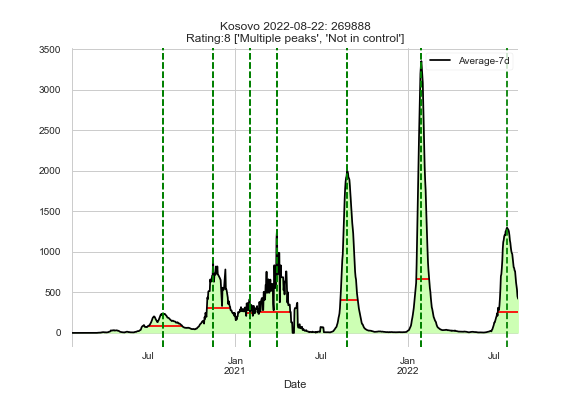 Kosovo 2022-08-22: 269888
Rating:8 ['Multiple peaks', 'Not in control']
Average-7d
3500
3000
2500
2000
1500
1000
500
0
Jul
Jan
2021
Jul
Jan
2022
Jul
Date